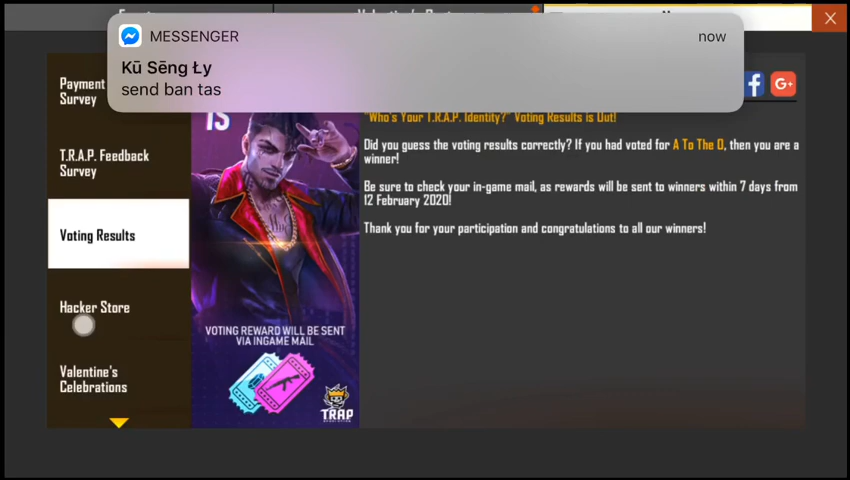 MESSENGER
now
Kū Sēng Ły
send ban tas
Payment
Survey
T.R.A.P. Feedback
Survey
Voting Results
Hacker Store
Valentine's
Celebrations
IS
VOTING REWARD WILL BE SENT
VIA INGAME MAIL
TRAP
"Who's Your T.R.A.P. Identity?" Voting Results is Out!
Did you guess the voting results correctly? If you had voted for A To The O, then you are a
winner!
Be sure to check your in-game mail, as rewards will be sent to winners within 7 days from
12 February 2020!
Thank you for your participation and congratulations to all our winners!
f
G+
X